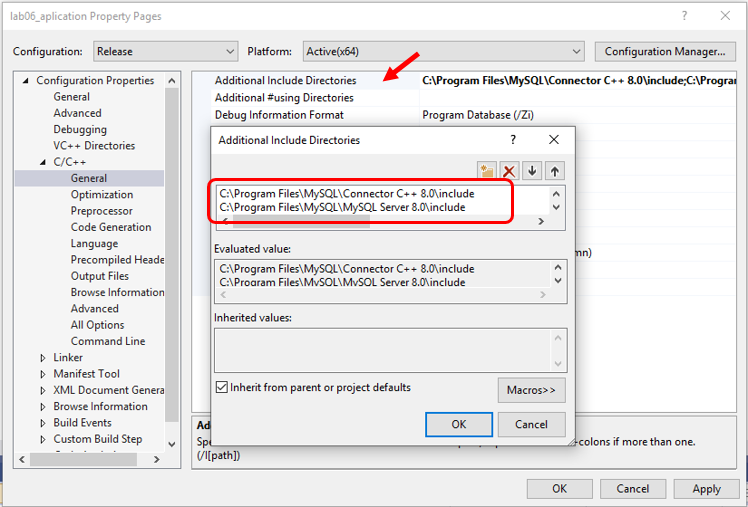 lab06_aplication Property Pages
? ×
Configuration: Release Platform: Active(x64) Configuration Manager...
Configuration Properties
General
Advanced
Debugging
VC++ Directories
C/C++
General
Optimization
Preprocessor
Code Generation
Language
Precompiled Heade
Output Files
Browse Information
Advanced
All Options
Command Line
Linker
Manifest Tool
XML Document Genera
Browse Information
Build Events
Custom Build Step
Additional Include Directories C:\Program Files\MySQL\Connector C++ 8.0\include;C:\Progran
Additional #using Directories
Debug Information Format Program Database (/Zi)
mn)
Additional Include Directories
? ×
C:\Program Files\MySQL\Connector C++ 8.0\include
C:\Program Files\MySQL\MySQL Server 8.0\include
Evaluated value:
C:\Program Files\MySQL\Connector C++ 8.0\include
C:\Program Files\MySQL\MySQL Server 8.0\include
Inherited values:
Inherit from parent or project defaults
Macros>>
OK Cancel
Ad
Spe -colons if more than one.
(/I[path])
OK Cancel Apply